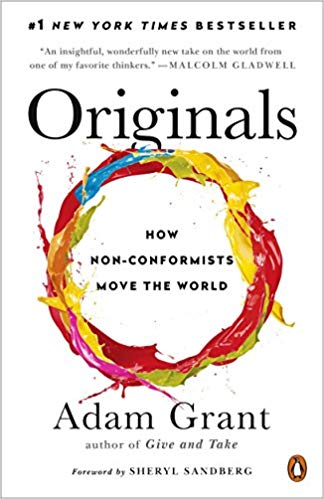 #1 NEW YORK TIMES BESTSELLER
"An insightful, wonderfully new take on the world from
one of my favorite thinkers." —MALCOLM GLADWELL
Originals
HOW
NON-CONFORMISTS
MOVE THE WORLD
Adam Grant
author of Give and Take
Foreword by SHERYL SANDBERG